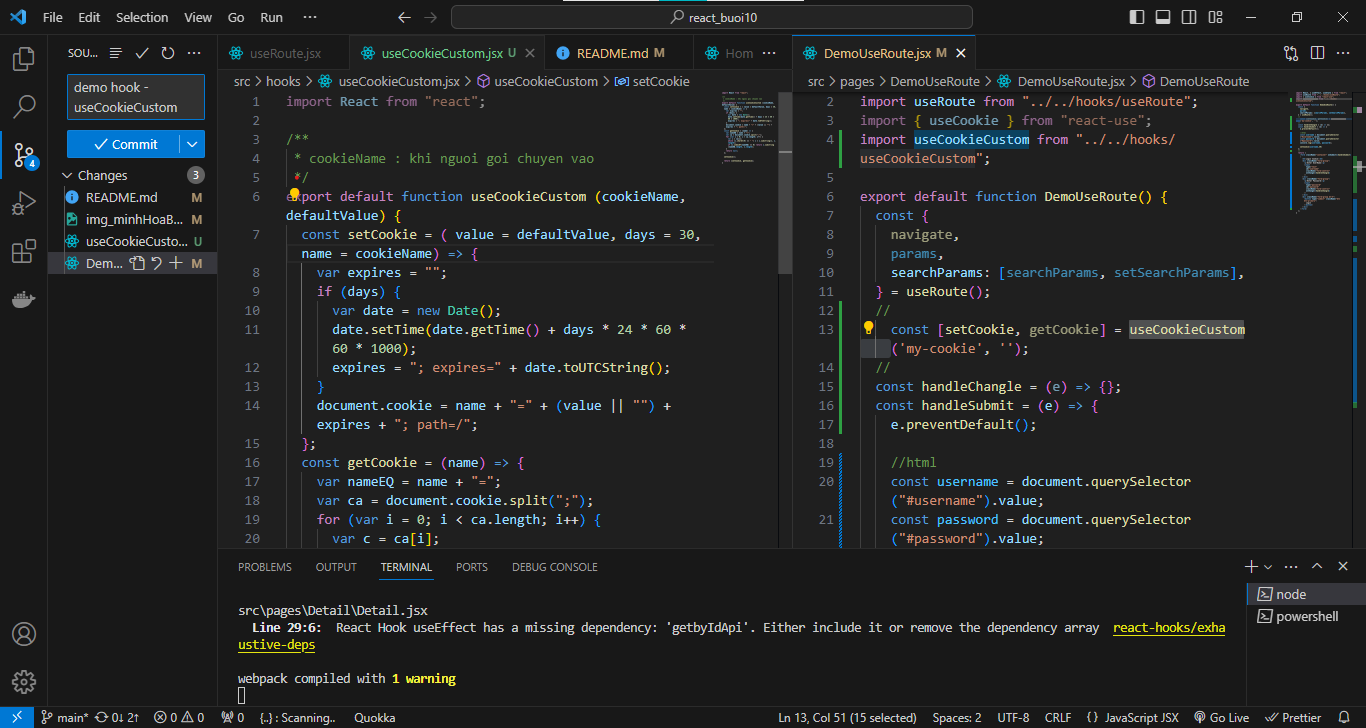 File Edit Selection View Go Run ··· react_buoi10
SOU...
demo hook -
useCookieCustom
Commit
4
Changes 3
README.md M
img_minhHoaB... M
useCookieCusto... U
Dem... M
useRoute.jsx useCookieCustom.jsx U README.md M Hom ···
src > hooks > useCookieCustom.jsx > useCookieCustom > setCookie
1 import React from "react";
2
3 /**
4 * cookieName : khi nguoi goi chuyen vao
5 */
6 export default function useCookieCustom (cookieName,
defaultValue) {
7 const setCookie = ( value = defaultValue, days = 30,
name = cookieName) => {
8 var expires = "";
9 if (days) {
10 var date = new Date();
11 date.setTime(date.getTime() + days * 24 * 60 *
60 * 1000);
12 expires = "; expires=" + date.toUTCString();
13 }
14 document.cookie = name + "=" + (value || "") +
expires + "; path=/";
15 };
16 const getCookie = (name) => {
17 var nameEQ = name + "=";
18 var ca = document.cookie.split(";");
19 for (var i = 0; i < ca.length; i++) {
20 var c = ca[i];
DemoUseRoute.jsx M
src > pages > DemoUseRoute > DemoUseRoute.jsx > DemoUseRoute
2 import useRoute from "../../hooks/useRoute";
3 import { useCookie } from "react-use";
4 import useCookieCustom from "../../hooks/
useCookieCustom";
5
6 export default function DemoUseRoute() {
7 const {
8 navigate,
9 params,
10 searchParams: [searchParams, setSearchParams],
11 } = useRoute();
12 //
13 const [setCookie, getCookie] = useCookieCustom
('my-cookie', '');
14 //
15 const handleChangle = (e) => {};
16 const handleSubmit = (e) => {
17 e.preventDefault();
18
19 //html
20 const username = document.querySelector
("#username").value;
21 const password = document.querySelector
("#password").value;
PROBLEMS OUTPUT TERMINAL PORTS DEBUG CONSOLE
src\pages\Detail\Detail.jsx
Line 29:6: React Hook useEffect has a missing dependency: 'getbyIdApi'. Either include it or remove the dependency array react-hooks/exha
ustive-deps
webpack compiled with 1 warning
node
powershell
main* 0↓ 2↑ 0 0 0 {..} : Scanning.. Quokka Ln 13, Col 51 (15 selected) Spaces: 2 UTF-8 CRLF {} JavaScript JSX Go Live Prettier